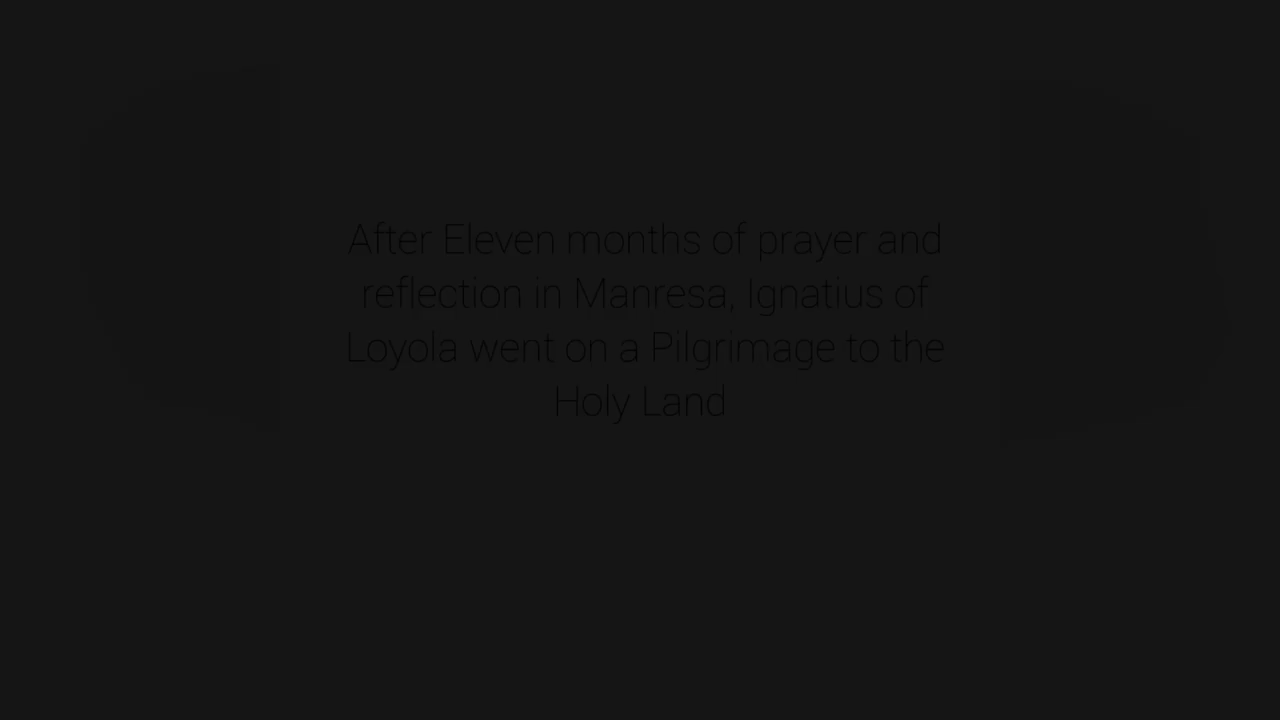 After Eleven months of prayer and
reflection in Manresa, Ignatius of
Loyola went on a Pilgrimage to the
Holy Land